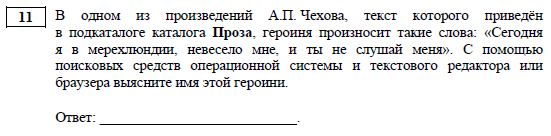 11
В одном из произведений А.П. Чехова, текст которого приведён
в подкаталоге каталога Проза, героиня произносит такие слова: «Сегодня
я в мерехлюндии, невесело мне, и ты не слушай меня». С помощью
поисковых средств операционной системы и текстового редактора или
браузера выясните имя этой героини.
Ответ: ___________________________.